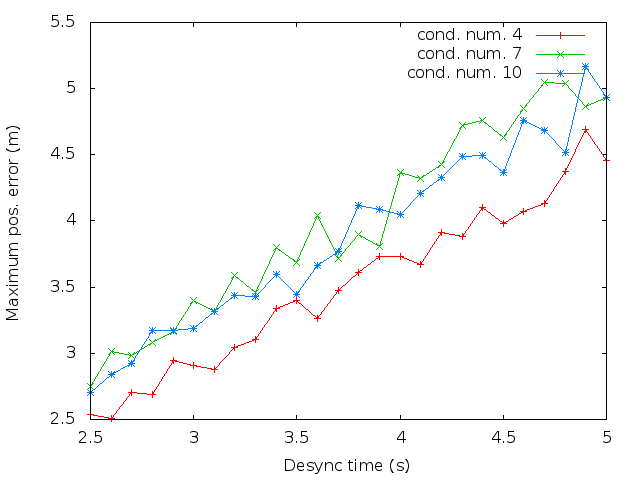 5.5
cond. num. 4
cond. num. 7
cond. num. 10
5
4.5
4
3.5
3
2.5
Maximum pos. error (m)
2.5 3 3.5 4 4.5 5
Desync time (s)